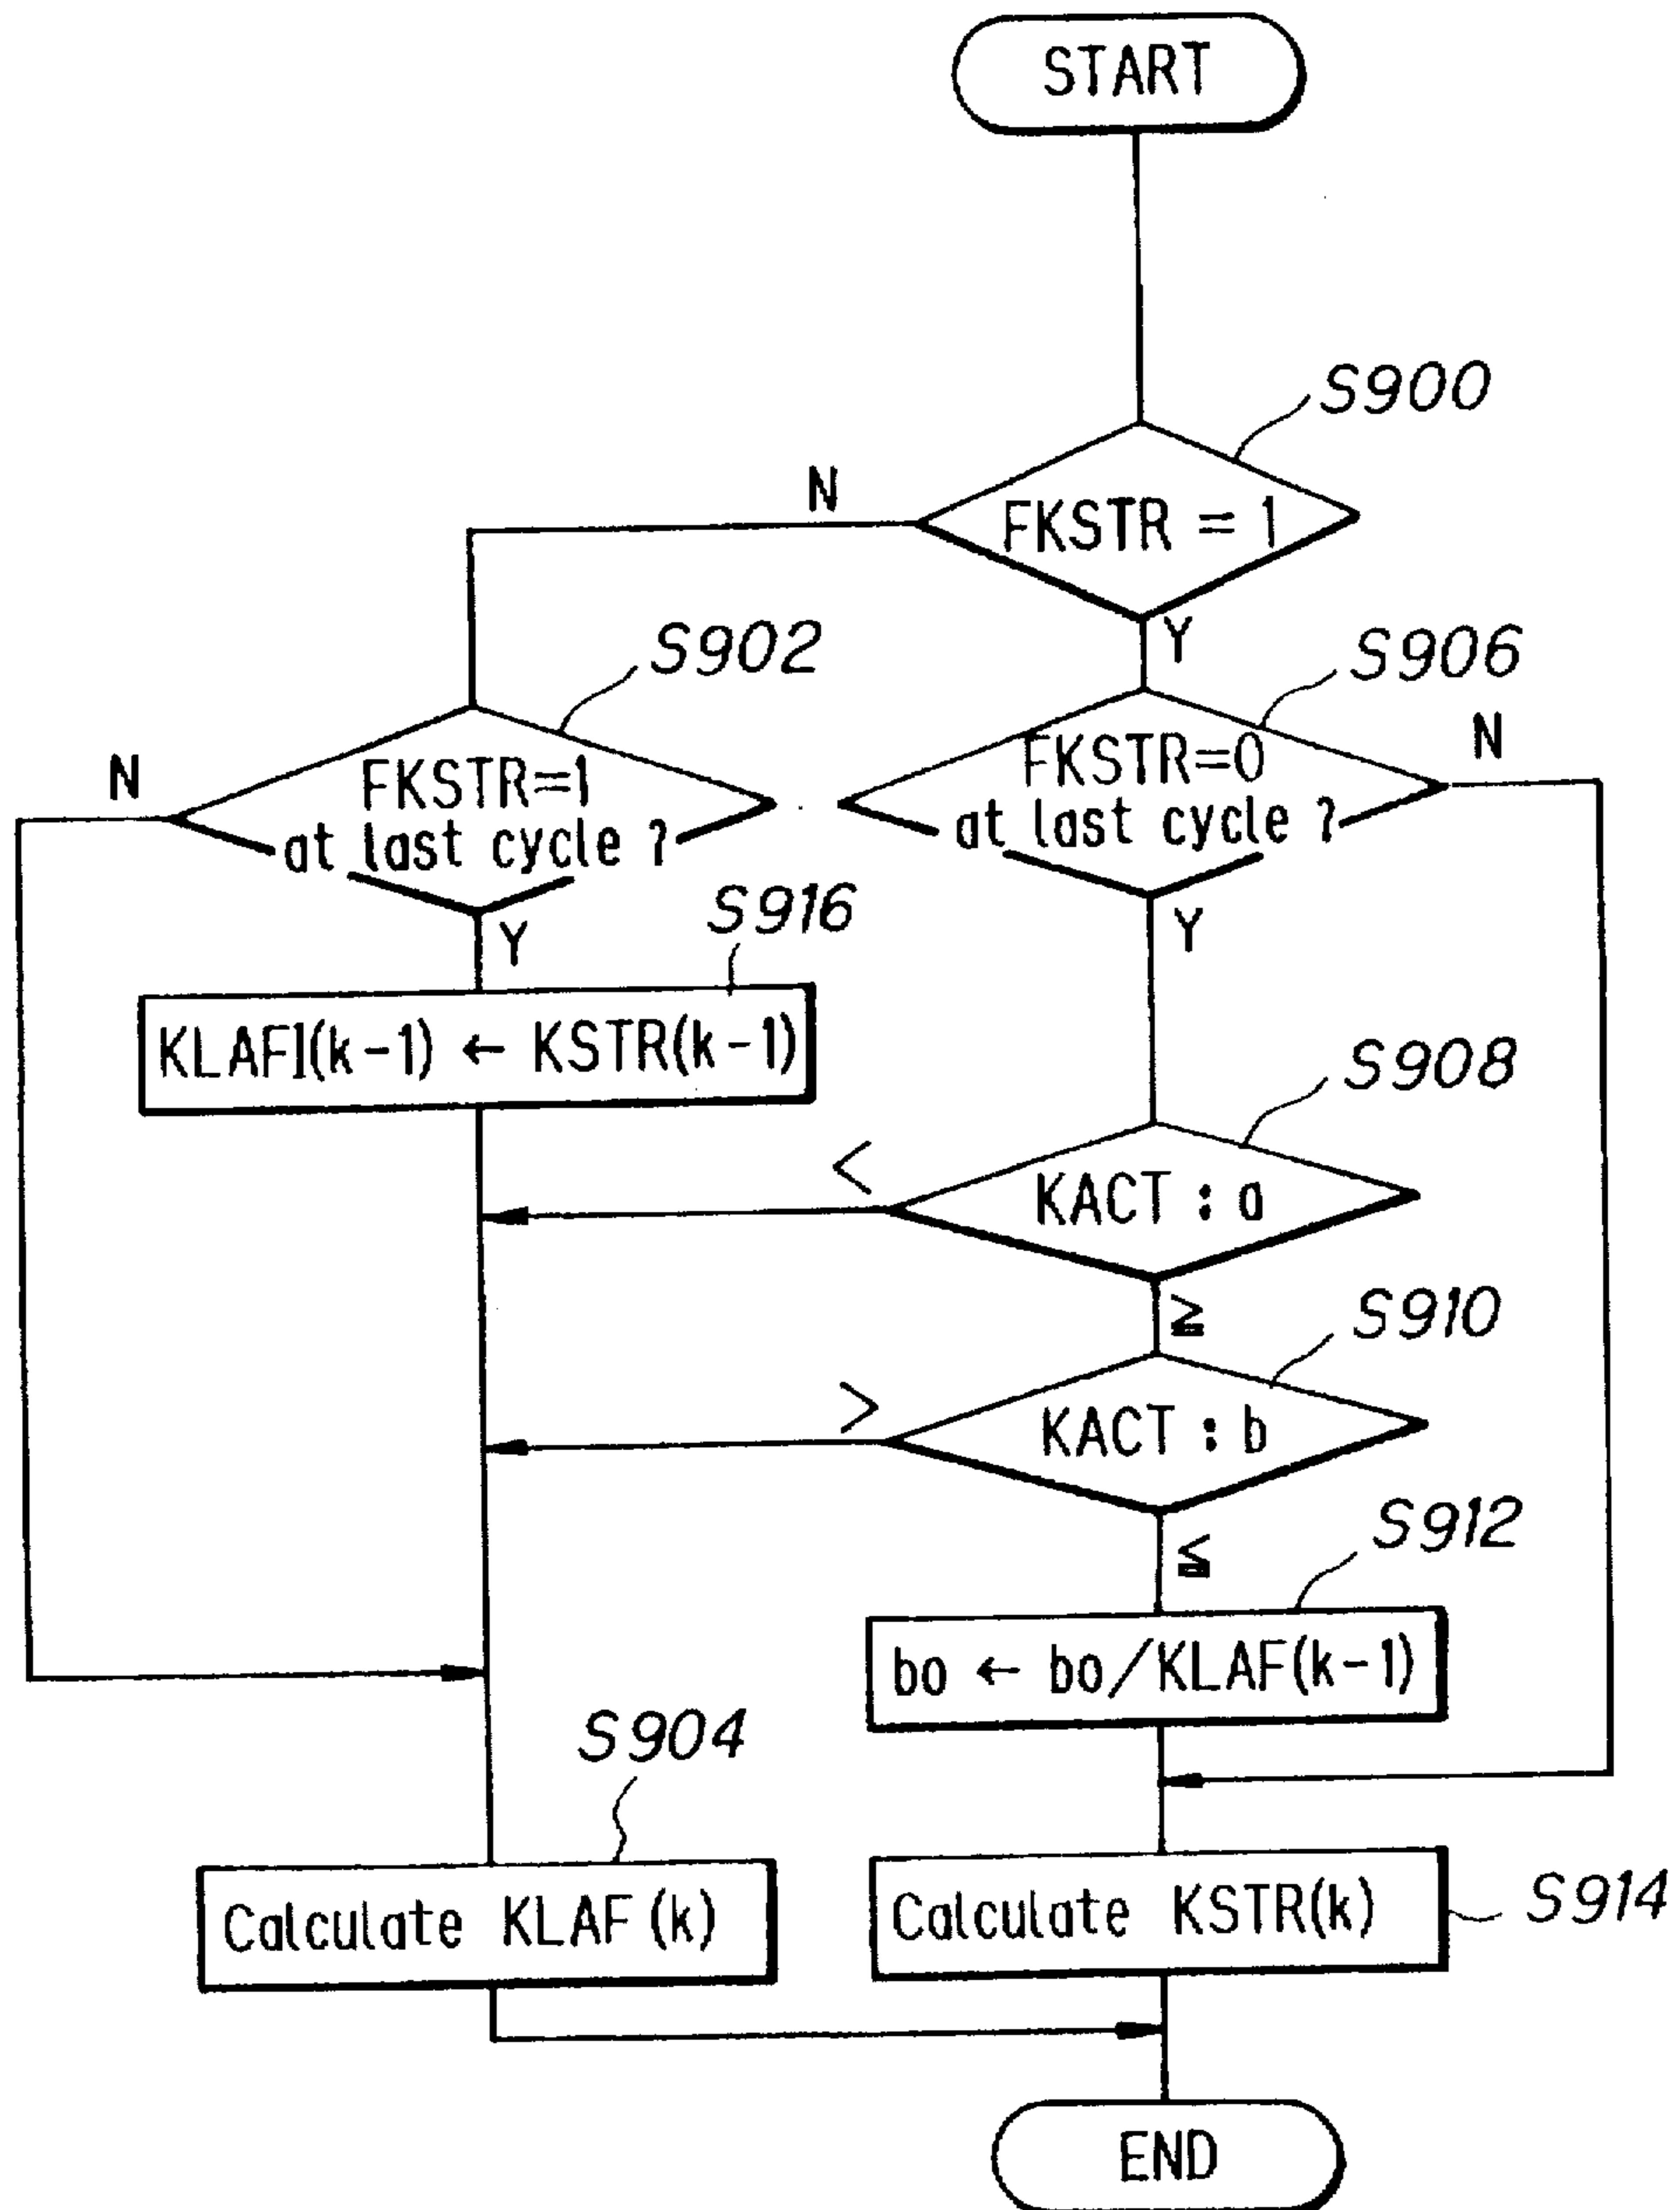 START
S900
N
FKSTR = 1
Y
S902
S906
N
FKSTR=1
at last cycle ?
FKSTR=0
at last cycle ?
N
Y
S916
Y
KLAFI(k-1) ← KSTR(k-1)
S908
<
KACT : a
≧
S910
>
KACT : b
≦
S912
bo ← bo/KLAF(k-1)
S904
Calculate KLAF (k)
Calculate KSTR(k)
S914
END